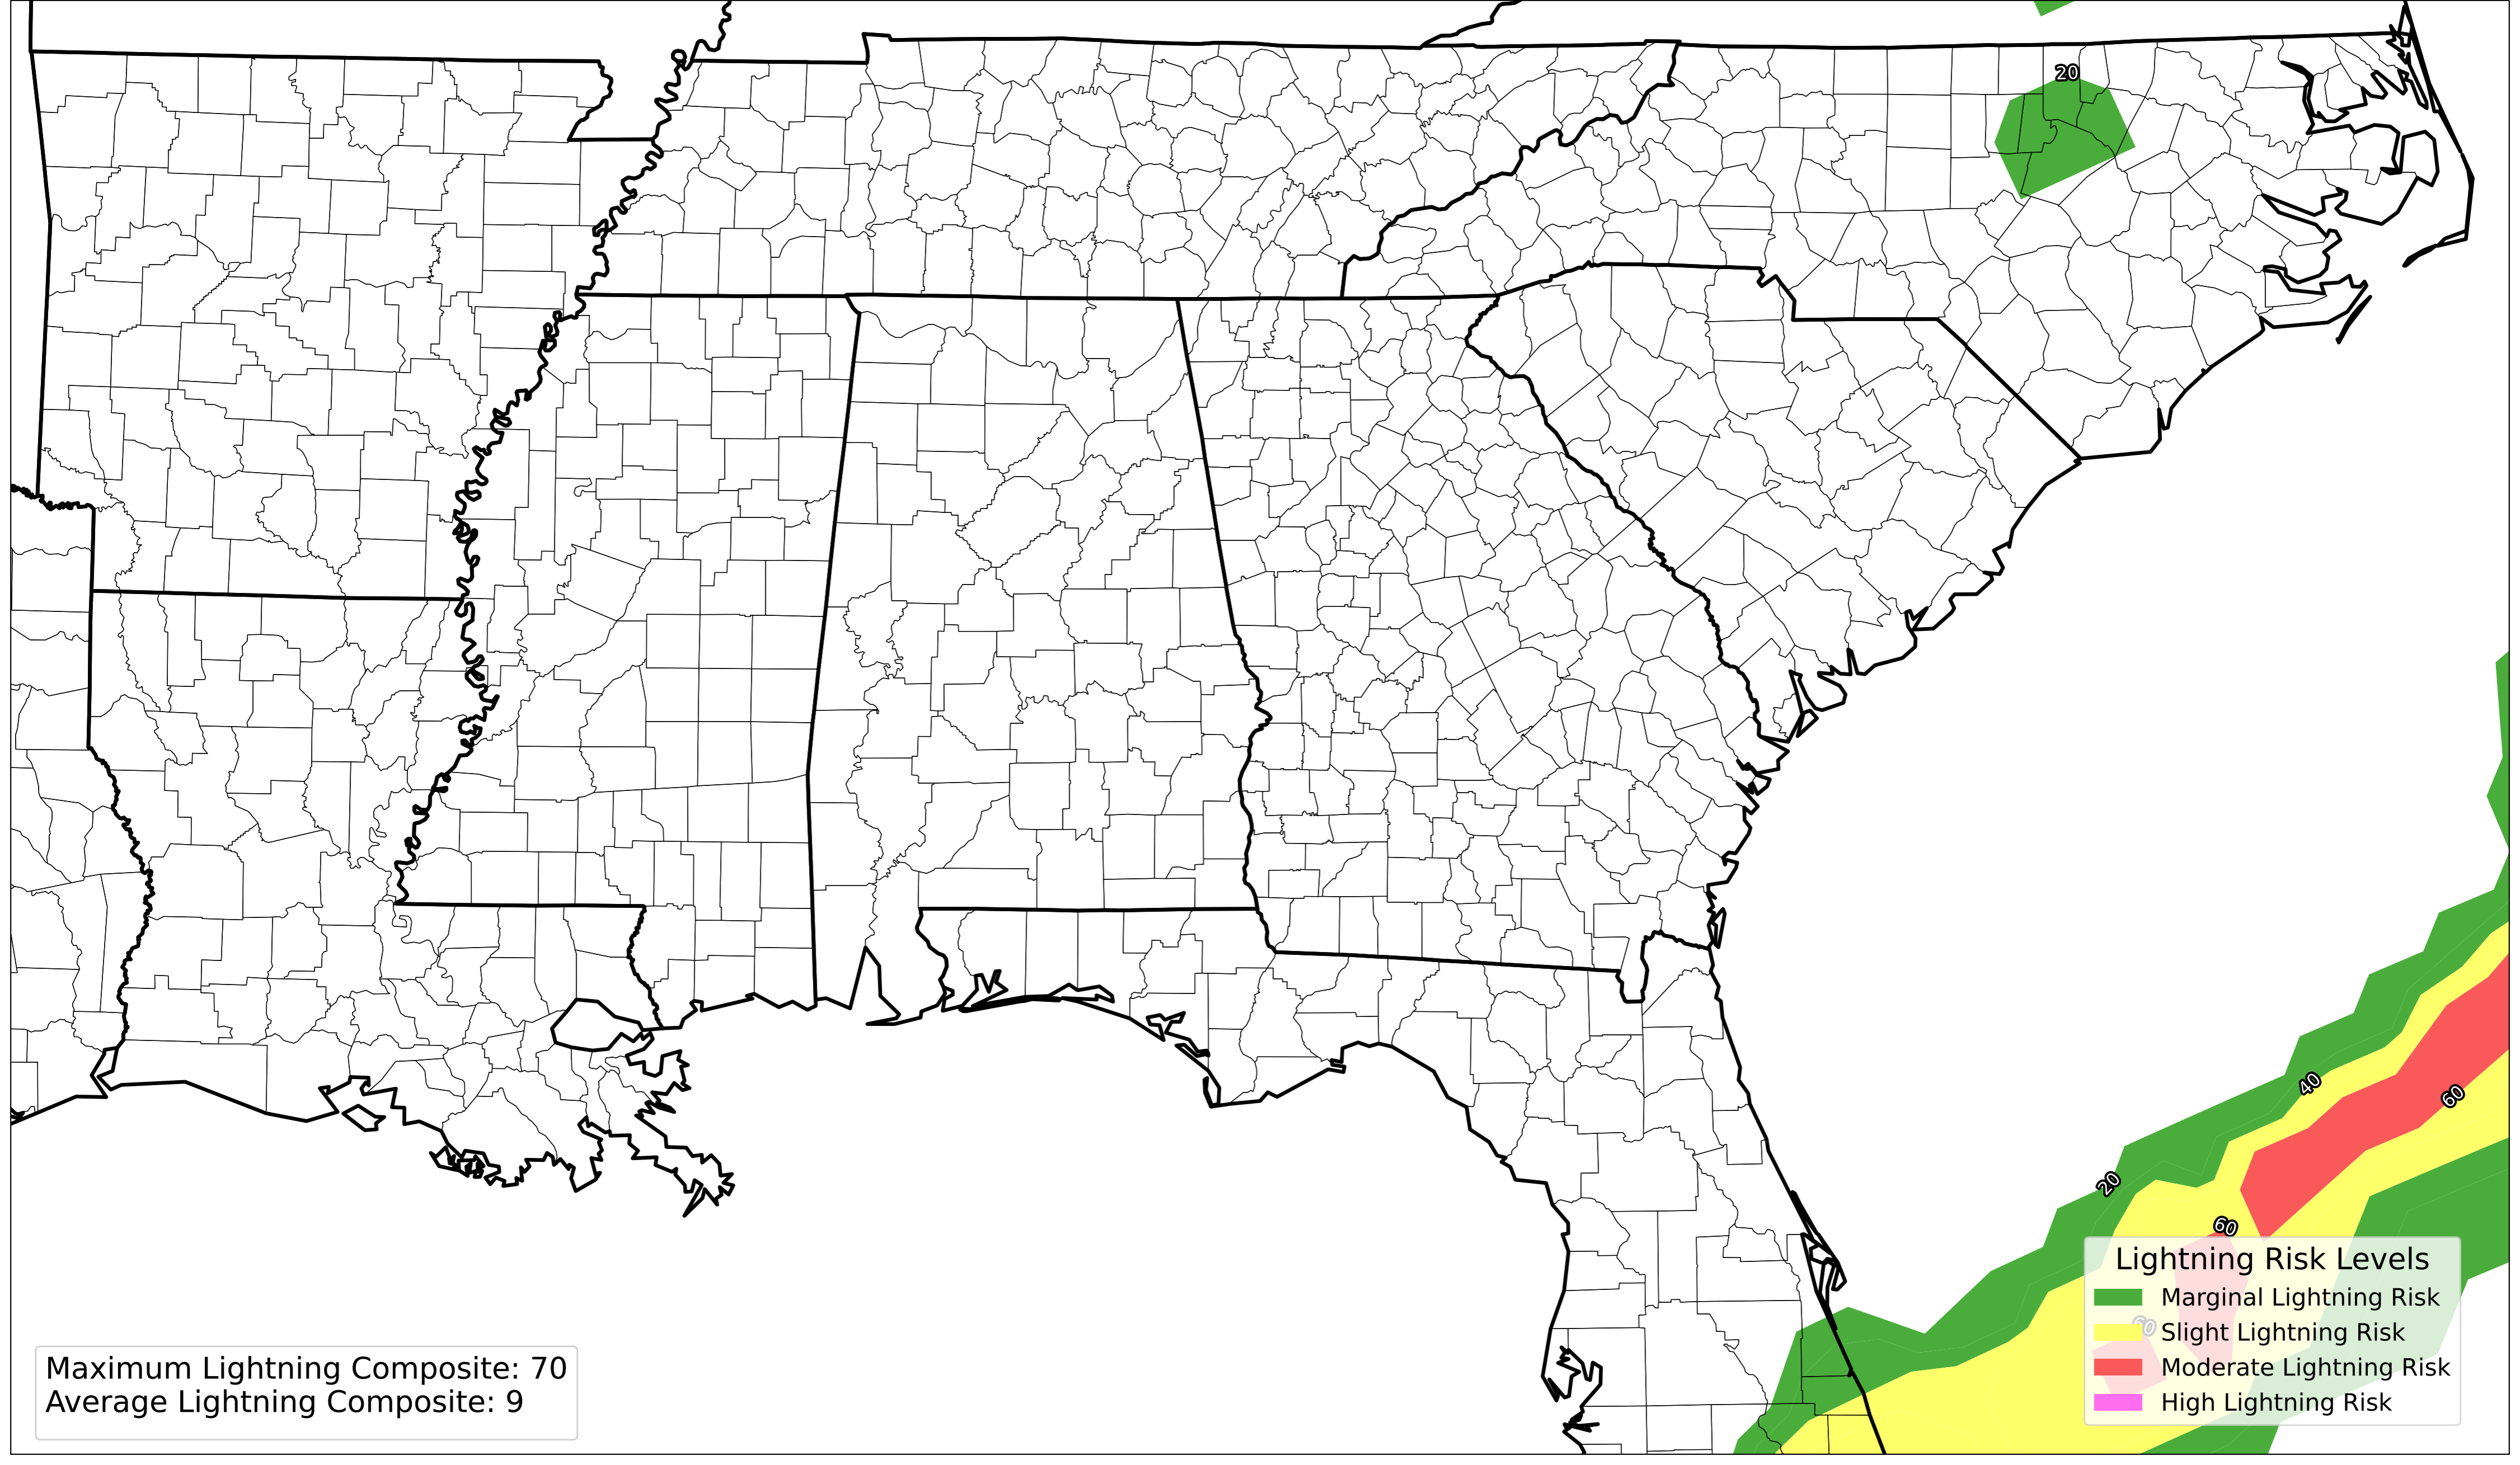 20
40
60
20
60
60
Lightning Risk Levels
Marginal Lightning Risk
Slight Lightning Risk
Moderate Lightning Risk
High Lightning Risk
Maximum Lightning Composite: 70
Average Lightning Composite: 9